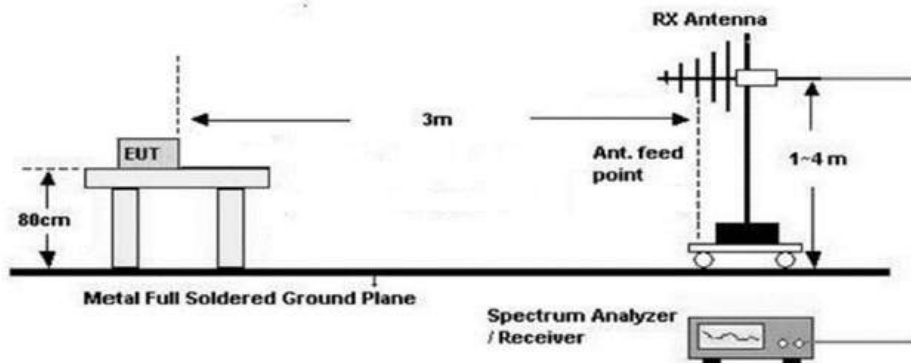 RX Antenna
3m
EUT
Ant. feed
point
1~4 m
80cm
Metal Full Soldered Ground Plane
Spectrum Analyzer
/ Receiver